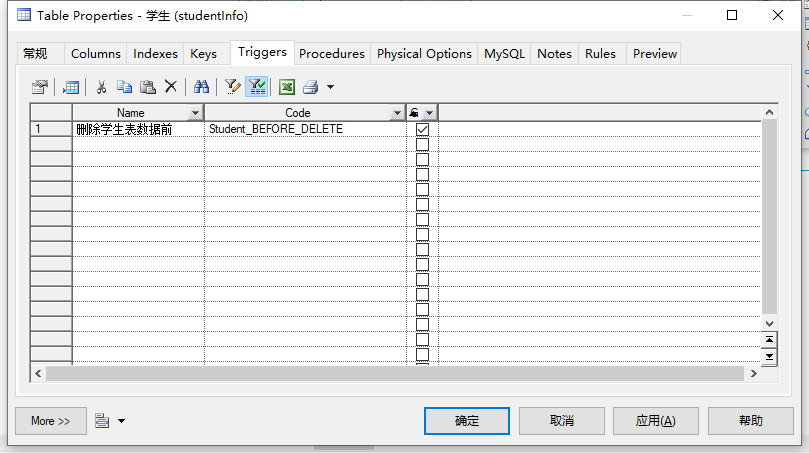 Table Properties - 学生 (studentInfo)
常规 Columns Indexes Keys Triggers Procedures Physical Options MySQL Notes Rules Preview
Name Code
1 删除学生表数据前 Student_BEFORE_DELETE
More >> 确定 取消 应用(A) 帮助